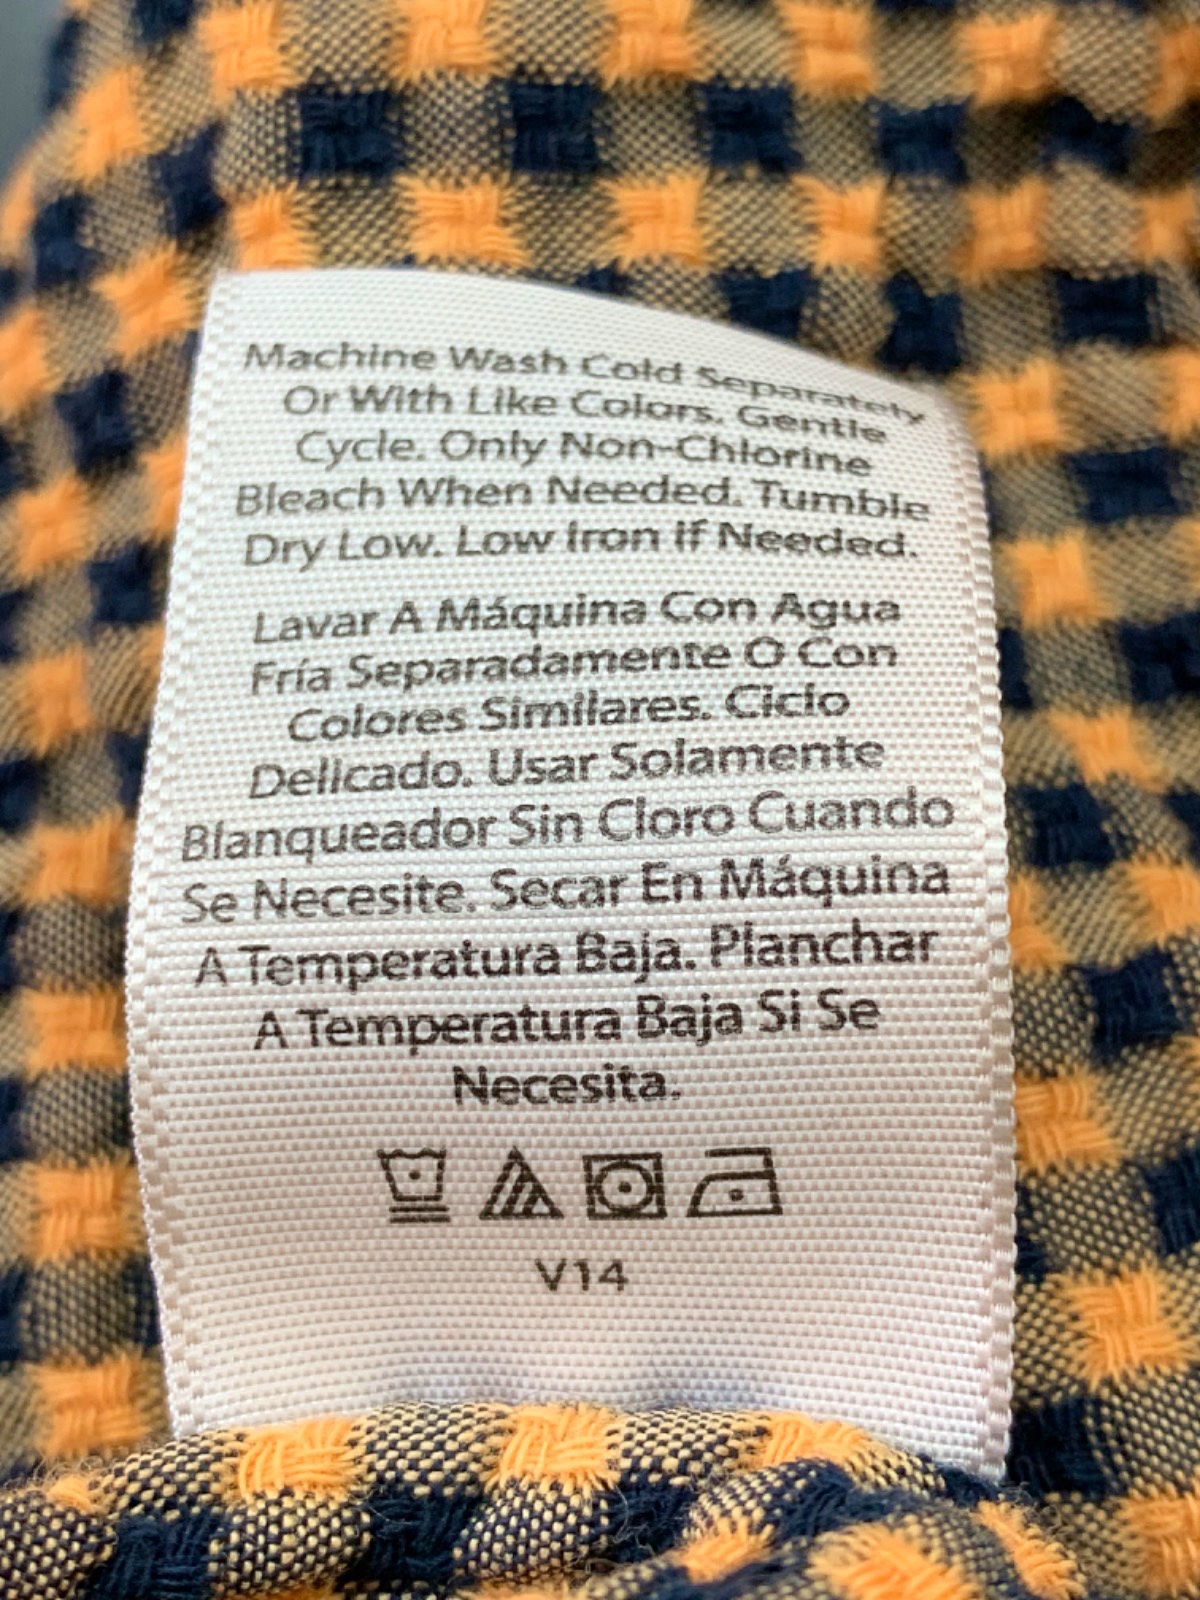 Machine Wash Cold Separately
Or With Like Colors. Gentle
Cycle. Only Non-Chlorine
Bleach When Needed. Tumble
Dry Low. Low Iron If Needed.
Lavar A Máquina Con Agua
Fría Separadamente O Con
Colores Similares. Ciclo
Delicado. Usar Solamente
Blanqueador Sin Cloro Cuando
Se Necesite. Secar En Máquina
A Temperatura Baja. Planchar
A Temperatura Baja Si Se
Necesita.
V14